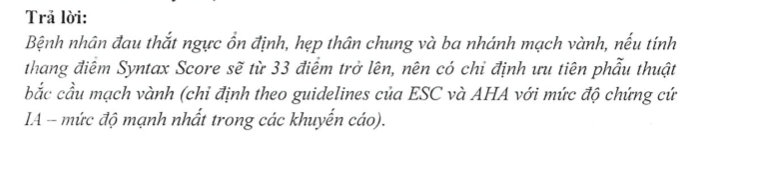 Trả lời:
Bệnh nhân đau thắt ngực ổn định, hẹp thân chung và ba nhánh mạch vành, nếu tính
thang điểm Syntax Score sẽ từ 33 điểm trở lên, nên có chỉ định ưu tiên phẫu thuật
bắc cầu mạch vành (chỉ định theo guidelines của ESC và AHA với mức độ chứng cứ
IA – mức độ mạnh nhất trong các khuyến cáo).